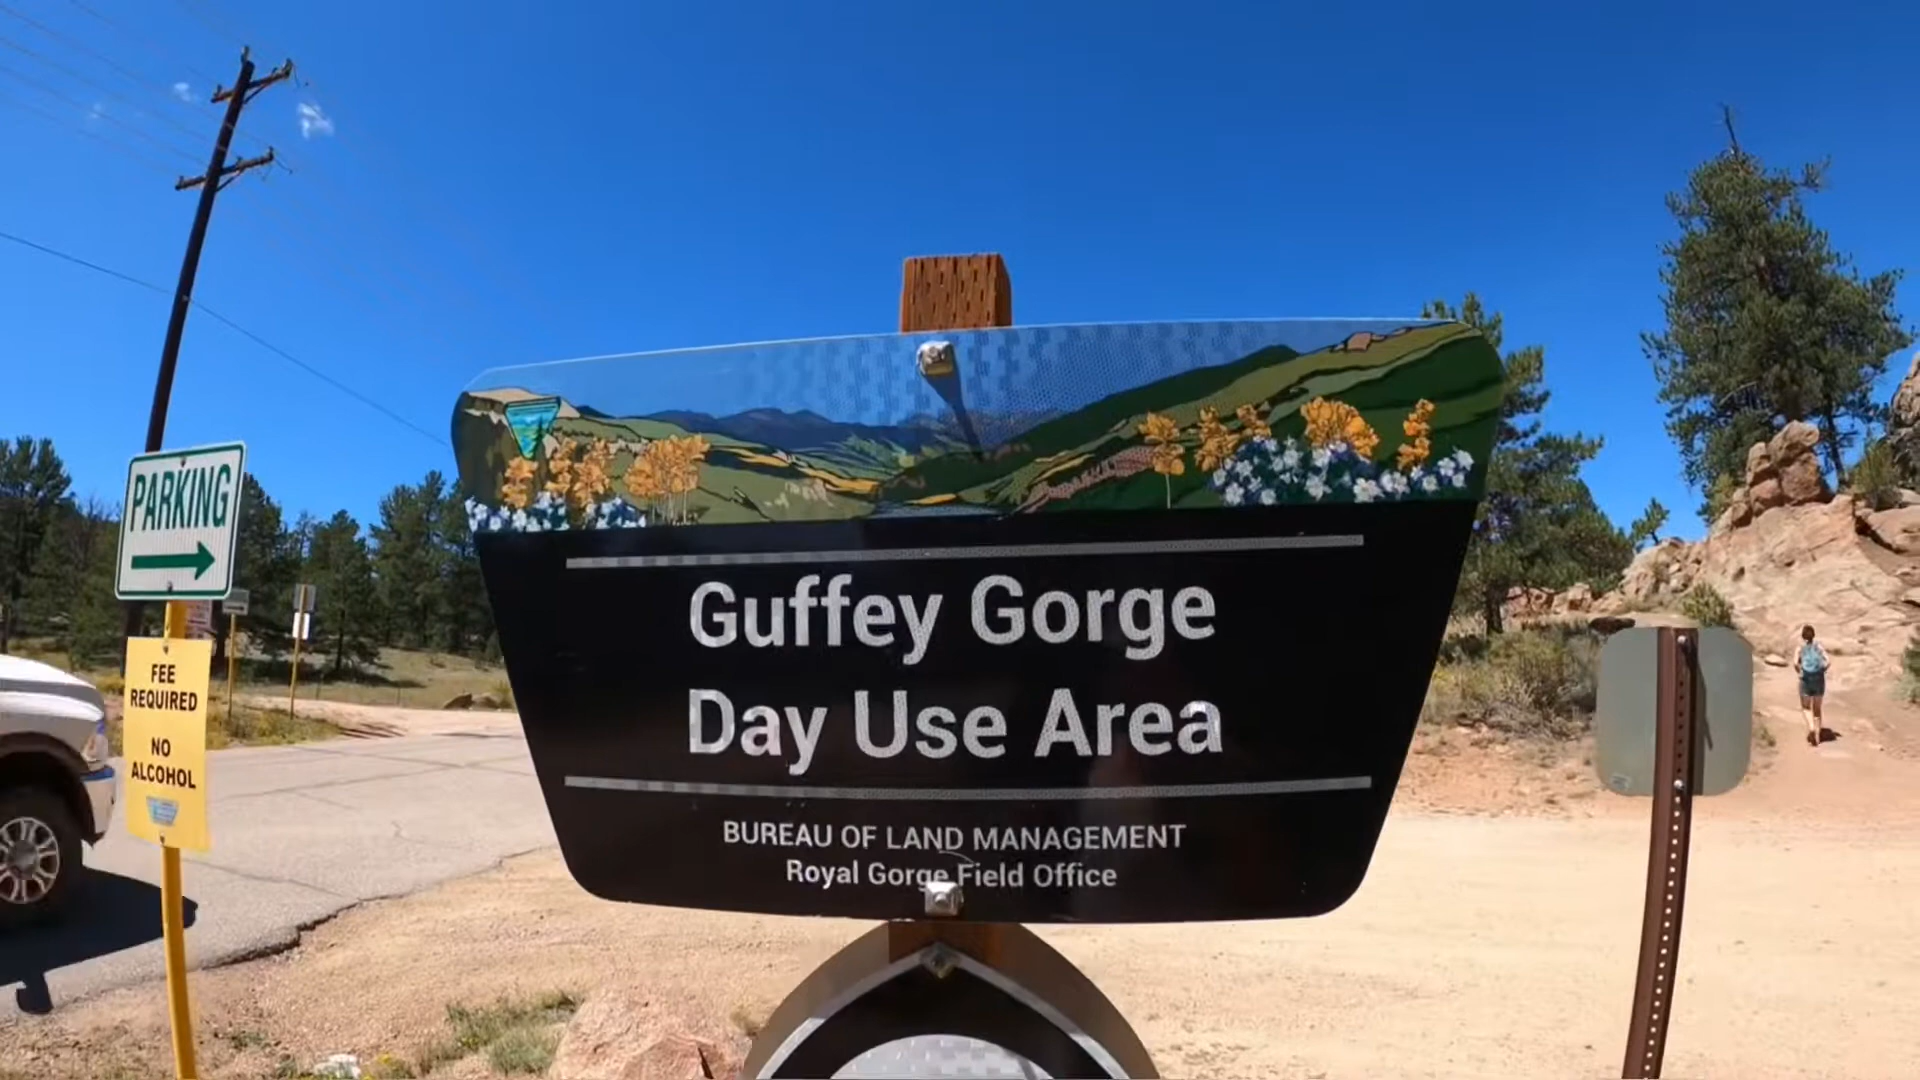 PARKING
FEE
REQUIRED
NO
ALCOHOL
Guffey Gorge
Day Use Area
BUREAU OF LAND MANAGEMENT
Royal Gorge Field Office